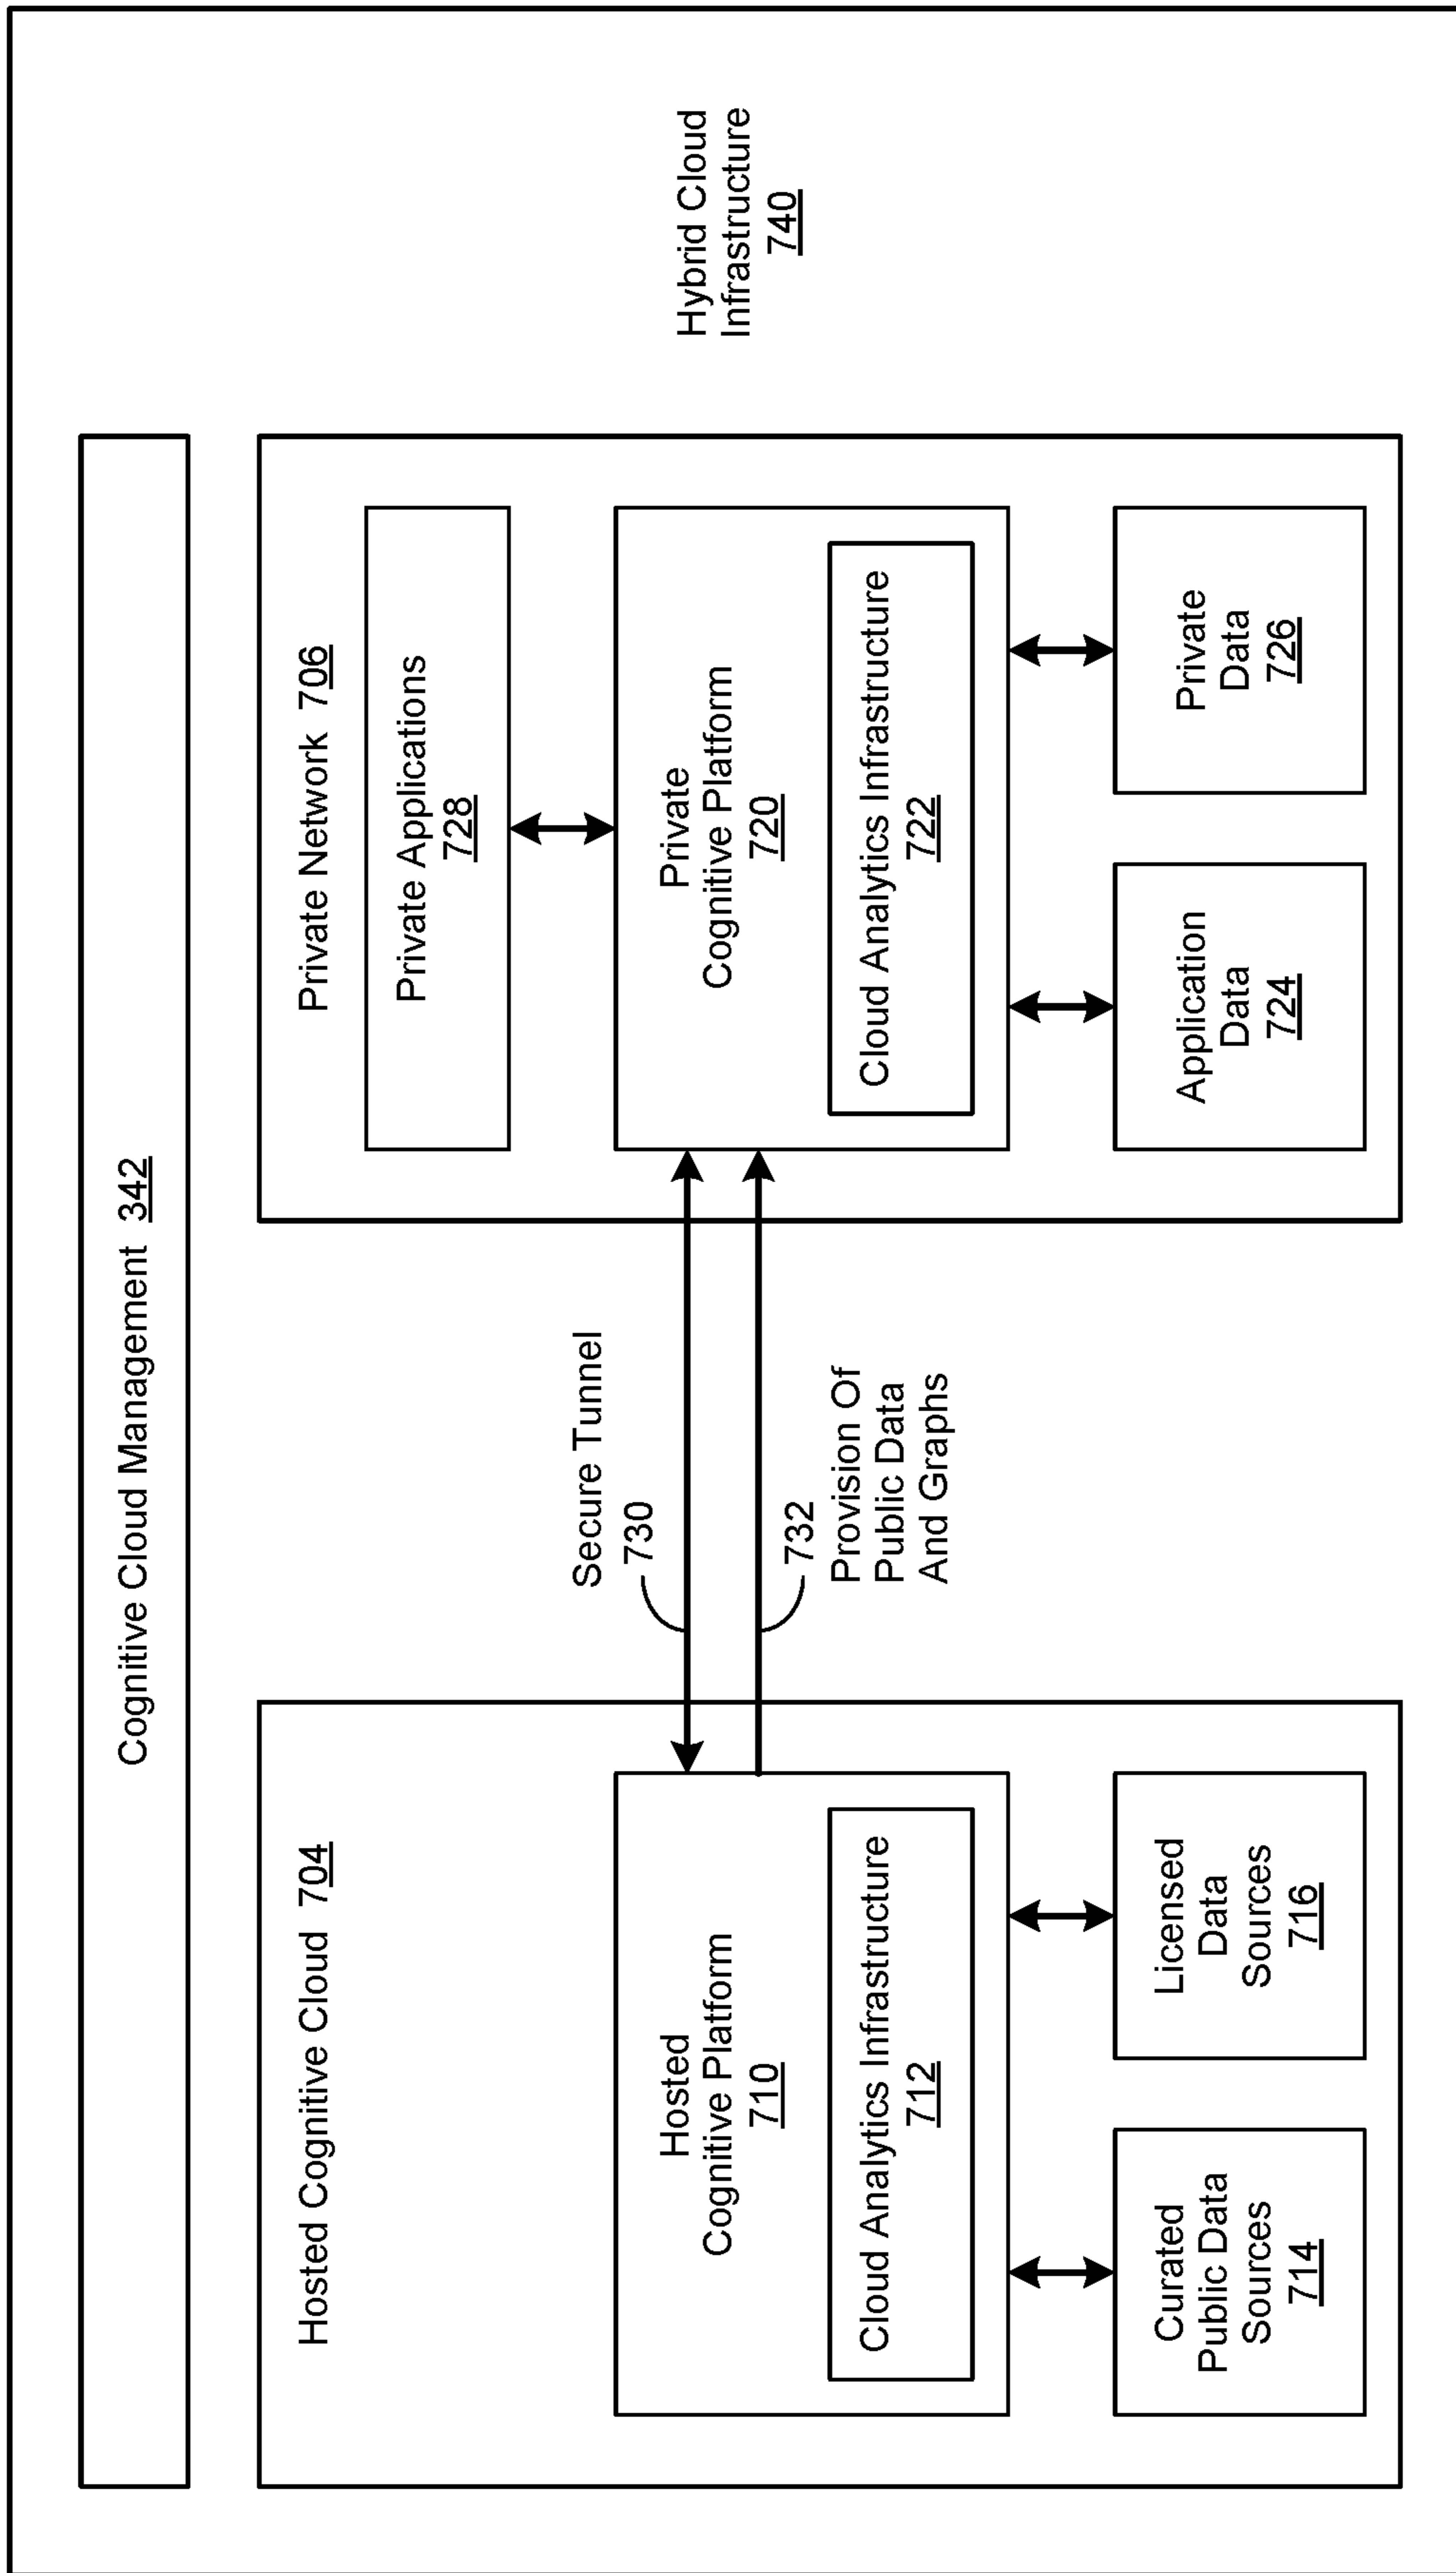 Cognitive Cloud Management 342
Hosted Cognitive Cloud 704
Hosted
Cognitive Platform
710
Cloud Analytics Infrastructure
712
Curated
Public Data
Sources
714
Licensed
Data
Sources
716
Secure Tunnel
730
732
Provision Of
Public Data
And Graphs
Private Network 706
Private Applications
728
Private
Cognitive Platform
720
Cloud Analytics Infrastructure
722
Application
Data
724
Private
Data
726
Hybrid Cloud
Infrastructure
740